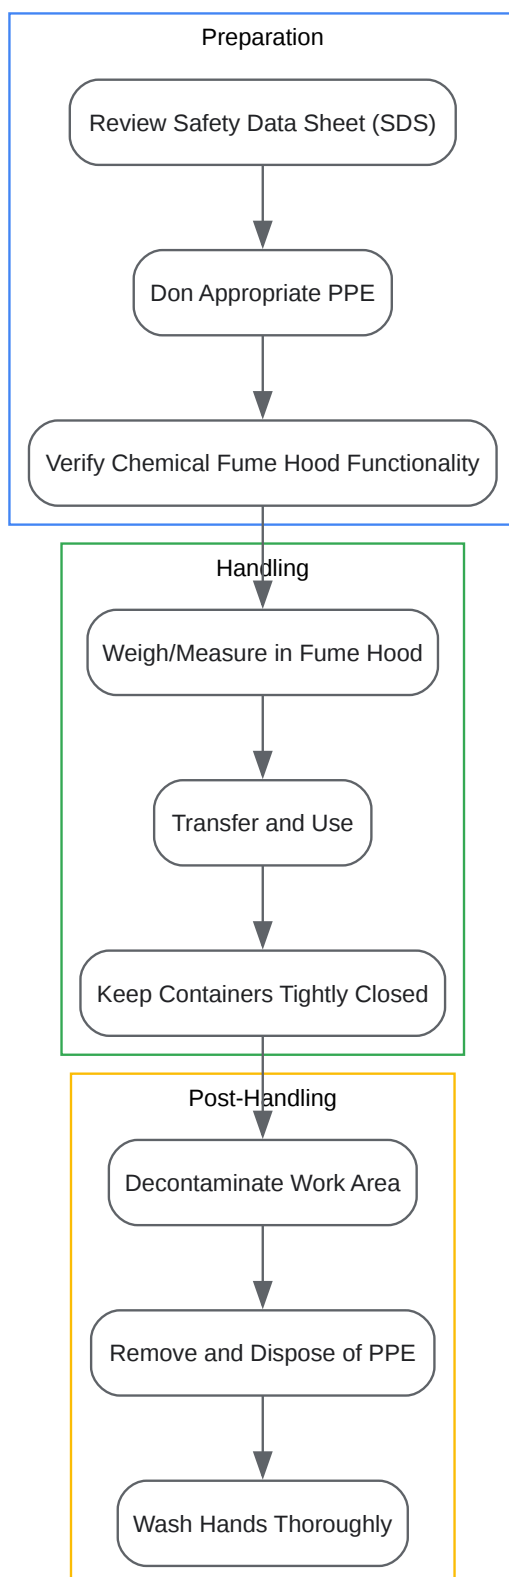 Preparation
Review Safety Data Sheet (SDS)
Don Appropriate PPE
Verify Chemical Fume Hood Functionality
Handling
Weigh/Measure in Fume Hood
Transfer and Use
Keep Containers Tightly Closed
Post-Handling
Decontaminate Work Area
Remove and Dispose of PPE
Wash Hands Thoroughly